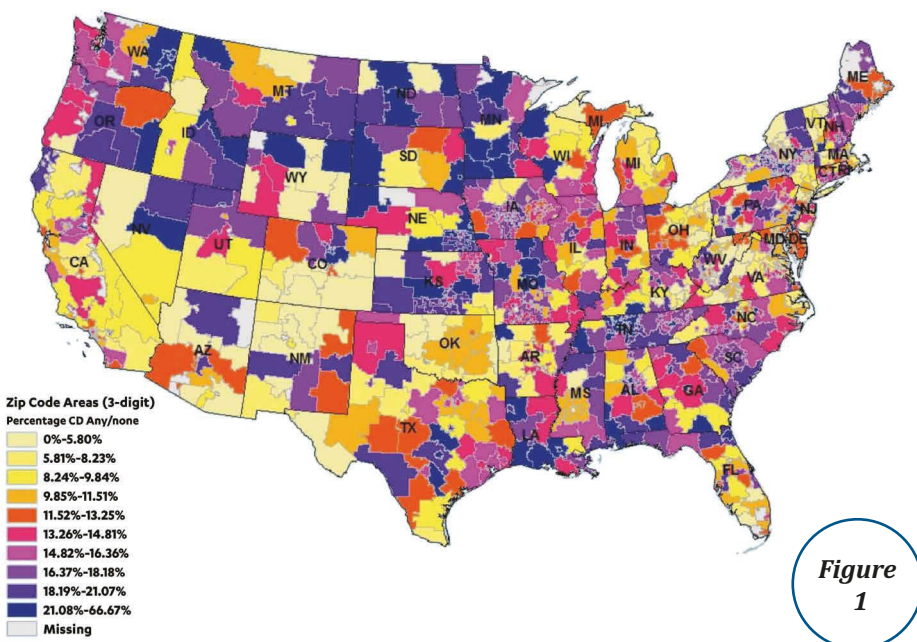 WA
MT
ND
MN
ME
OR
ID
SD
WI
MI
MI
VT
NH
NY
MA
CT
RI
WY
NE
IA
PA
NJ
NV
UT
CO
IL
IN
OH
MD
DE
CA
KS
MO
WV
VA
KY
AZ
NM
OK
AR
TN
NC
SC
MS
AL
GA
TX
LA
FL
Zip Code Areas (3-digit)
Percentage CD Any/none
0%-5.80%
5.81%-8.23%
8.24%-9.84%
9.85%-11.51%
11.52%-13.25%
13.26%-14.81%
14.82%-16.36%
16.37%-18.18%
18.19%-21.07%
21.08%-66.67%
Missing
Figure
1